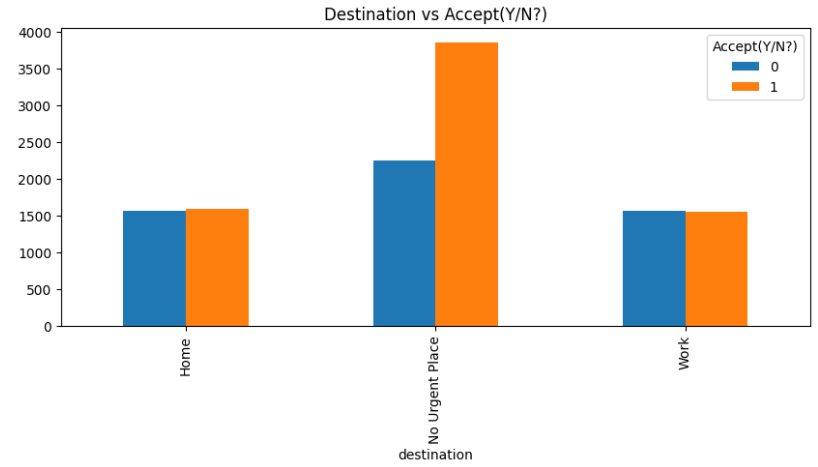 Destination vs Accept(Y/N?)
4000
3500
3000
2500
2000
1500
1000
500
0
Accept(Y/N?)
0
1
Home
No Urgent Place
Work
destination